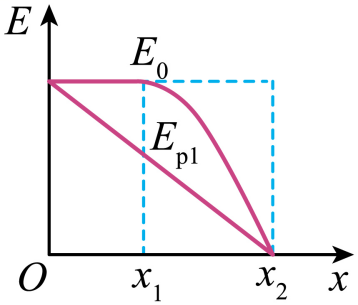 E
E₀
Eₚ₁
O
x₁
x₂
x